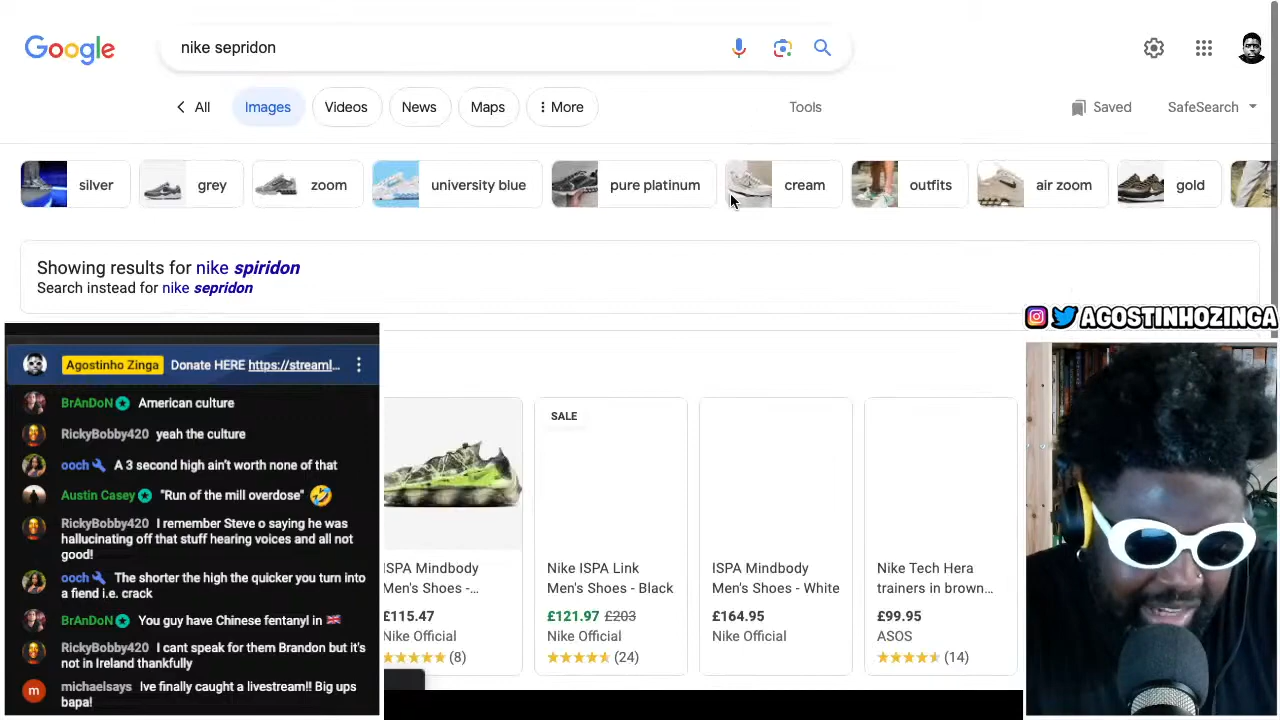 Google
nike sepridon
All
Images
Videos
News
Maps
More
Tools
Saved
SafeSearch
silver
grey
zoom
university blue
pure platinum
cream
outfits
air zoom
gold
Showing results for nike spiridon
Search instead for nike sepridon
AGOSTINHOZINGA
Agostinho Zinga Donate HERE https://streaml...
BrAnDoN American culture
RickyBobby420 yeah the culture
ooch A 3 second high ain't worth none of that
Austin Casey "Run of the mill overdose" 🤣
RickyBobby420 I remember Steve o saying he was
hallucinating off that stuff hearing voices and all not
good!
ooch The shorter the high the quicker you turn into
a fiend i.e. crack
BrAnDoN You guy have Chinese fentanyl in 🇬🇧
RickyBobby420 I cant speak for them Brandon but it's
not in Ireland thankfully
m michaelsays Ive finally caught a livestream!! Big ups
bapa!
ISPA Mindbody
Men's Shoes -...
£115.47
Nike Official
(8)
SALE
Nike ISPA Link
Men's Shoes - Black
£121.97 £203
Nike Official
(24)
ISPA Mindbody
Men's Shoes - White
£164.95
Nike Official
Nike Tech Hera
trainers in brown...
£99.95
ASOS
(14)